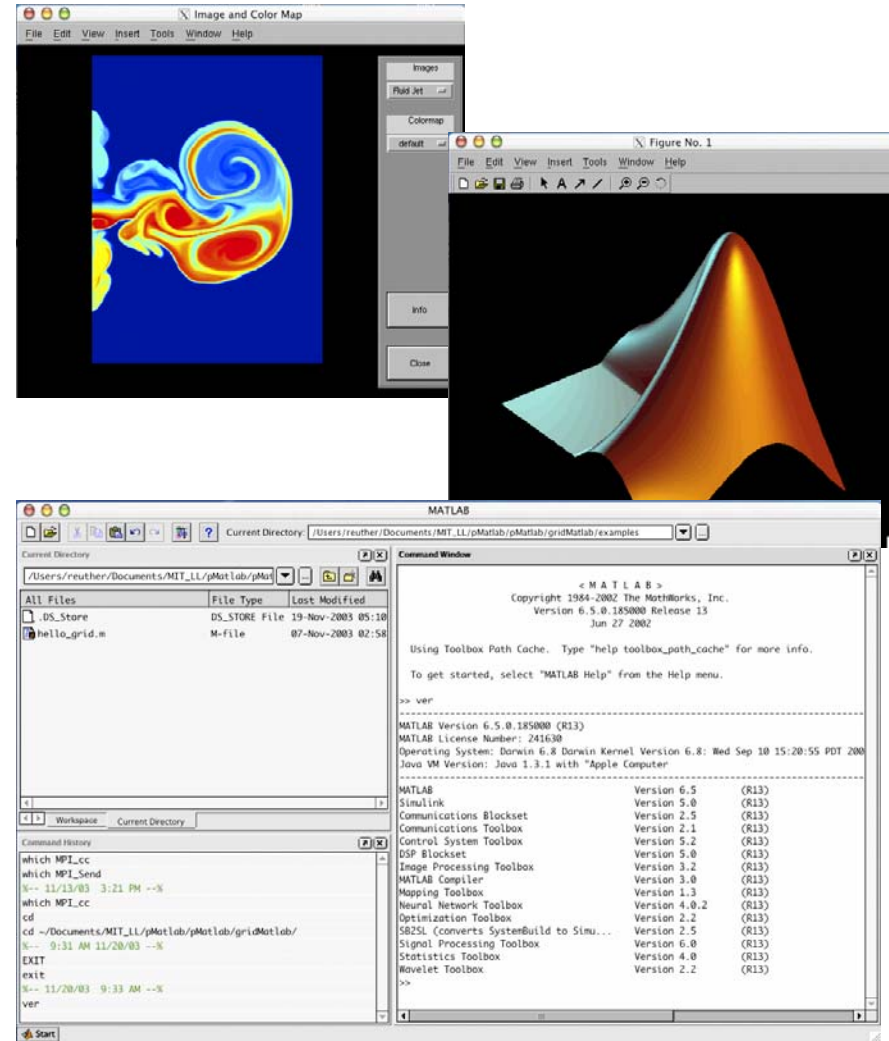 Image and Color Map
File Edit View Insert Tools Window Help
Images
Fluid Jet
Colormap
default
Info
Close
Figure No. 1
File Edit View Insert Tools Window Help
MATLAB
Current Directory: /Users/reuther/Documents/MIT_LL/pMatlab/pMatlab/gridMatlab/examples
Current Directory
/Users/reuther/Documents/MIT_LL/pMatlab/pMat
All Files File Type Last Modified
.DS_Store DS_STORE File 19-Nov-2003 05:10
hello_grid.m M-file 07-Nov-2003 02:58
Workspace Current Directory
Command History
which MPI_cc
which MPI_Send
%-- 11/13/03 3:21 PM --%
which MPI_cc
cd
cd ~/Documents/MIT_LL/pMatlab/pMatlab/gridMatlab/
%-- 9:31 AM 11/20/03 --%
EXIT
exit
%-- 11/20/03 9:33 AM --%
ver
Start
Command Window
< M A T L A B >
Copyright 1984-2002 The MathWorks, Inc.
Version 6.5.0.185000 Release 13
Jun 27 2002
Using Toolbox Path Cache. Type "help toolbox_path_cache" for more info.
To get started, select "MATLAB Help" from the Help menu.
>> ver
MATLAB Version 6.5.0.185000 (R13)
MATLAB License Number: 241630
Operating System: Darwin 6.8 Darwin Kernel Version 6.8: Wed Sep 10 15:20:55 PDT 200
Java VM Version: Java 1.3.1 with "Apple Computer
MATLAB Version 6.5 (R13)
Simulink Version 5.0 (R13)
Communications Blockset Version 2.5 (R13)
Communications Toolbox Version 2.1 (R13)
Control System Toolbox Version 5.2 (R13)
DSP Blockset Version 5.0 (R13)
Image Processing Toolbox Version 3.2 (R13)
MATLAB Compiler Version 3.0 (R13)
Mapping Toolbox Version 1.3 (R13)
Neural Network Toolbox Version 4.0.2 (R13)
Optimization Toolbox Version 2.2 (R13)
SB2SL (converts SystemBuild to Simu... Version 2.5 (R13)
Signal Processing Toolbox Version 6.0 (R13)
Statistics Toolbox Version 4.0 (R13)
Wavelet Toolbox Version 2.2 (R13)
>>